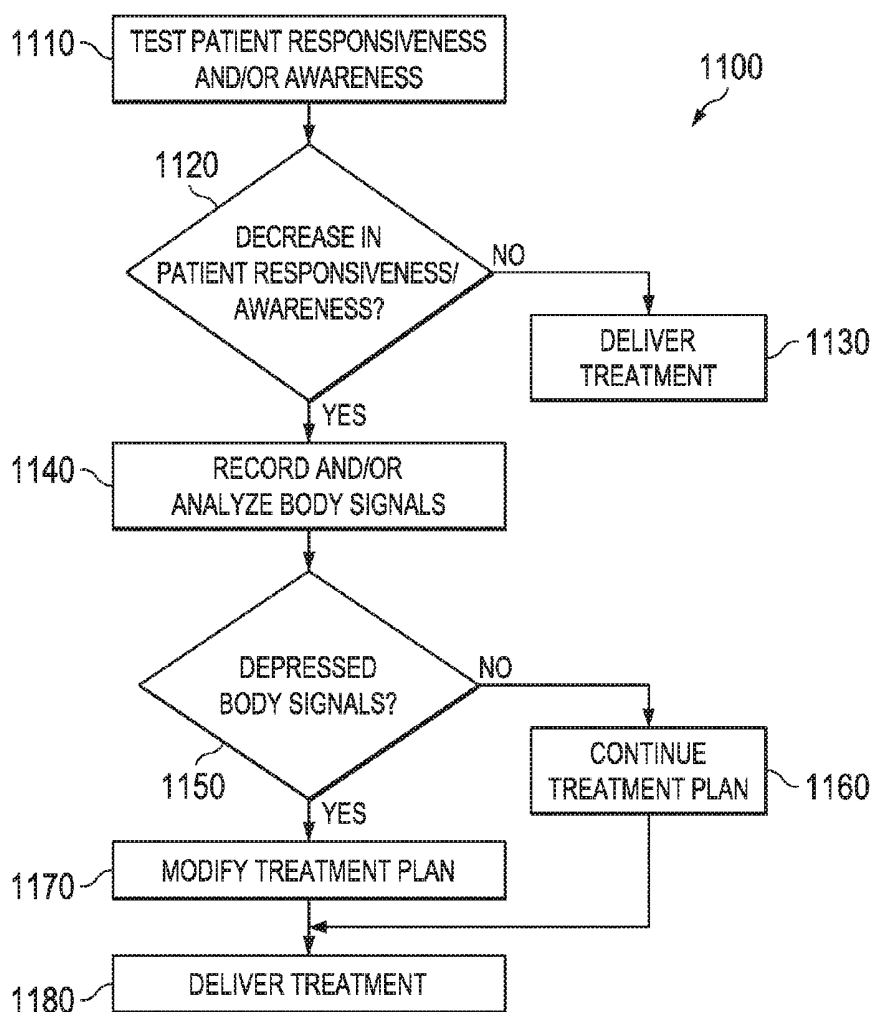 1110
TEST PATIENT RESPONSIVENESS
AND/OR AWARENESS
1100
1120
DECREASE IN
PATIENT RESPONSIVENESS/
AWARENESS?
NO
DELIVER
TREATMENT
1130
YES
1140
RECORD AND/OR
ANALYZE BODY SIGNALS
DEPRESSED
BODY SIGNALS?
NO
1150
CONTINUE
TREATMENT PLAN
1160
YES
1170
MODIFY TREATMENT PLAN
1180
DELIVER TREATMENT